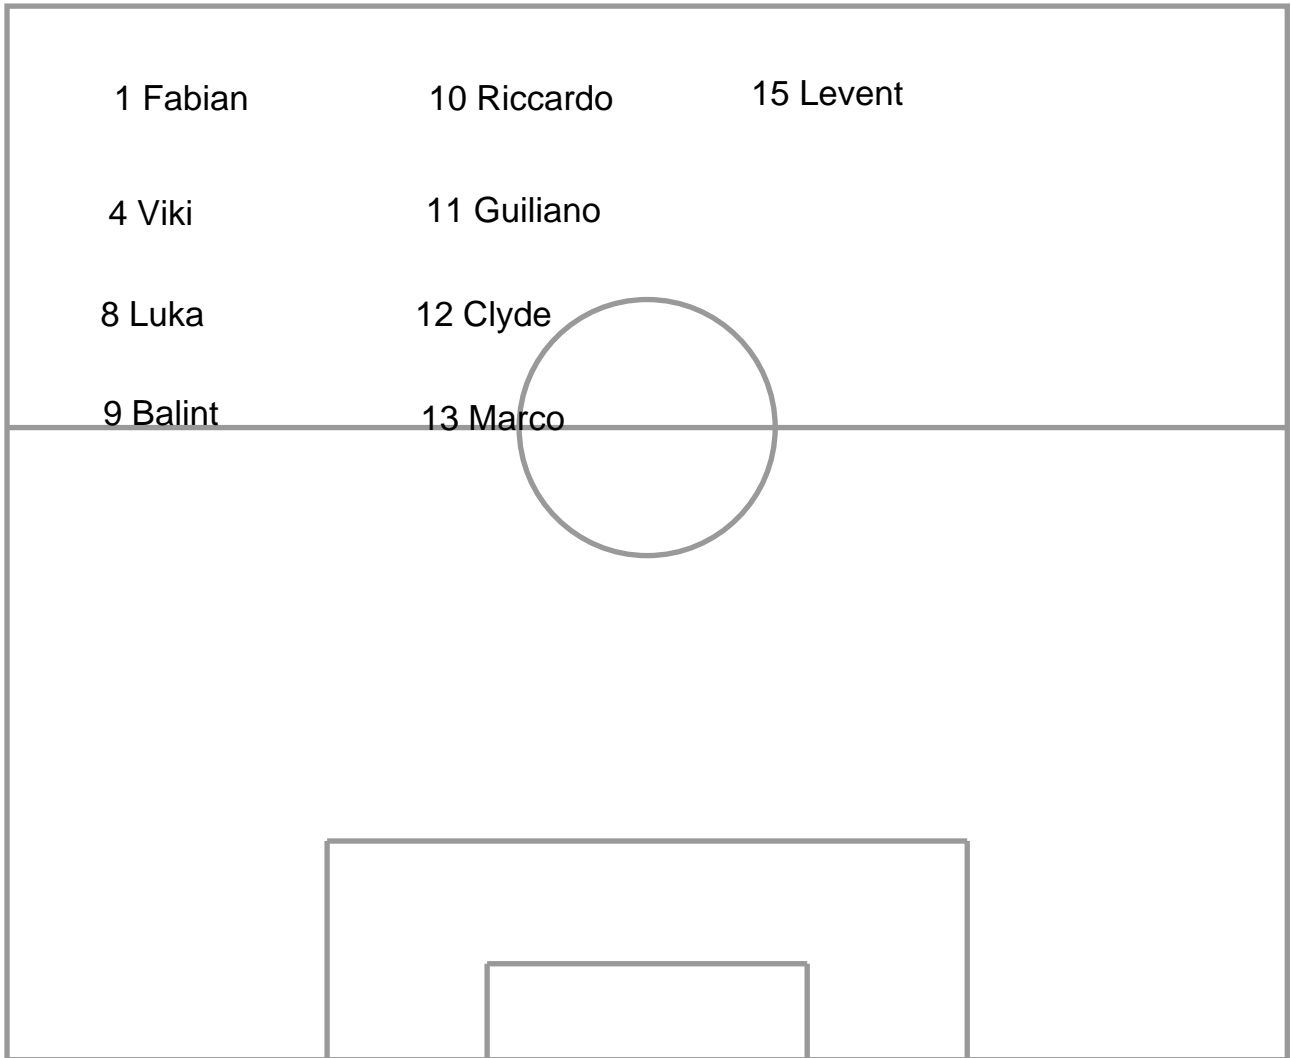 1 Fabian
4 Viki
8 Luka
9 Balint
10 Riccardo
11 Guiliano
12 Clyde
13 Marco
15 Levent